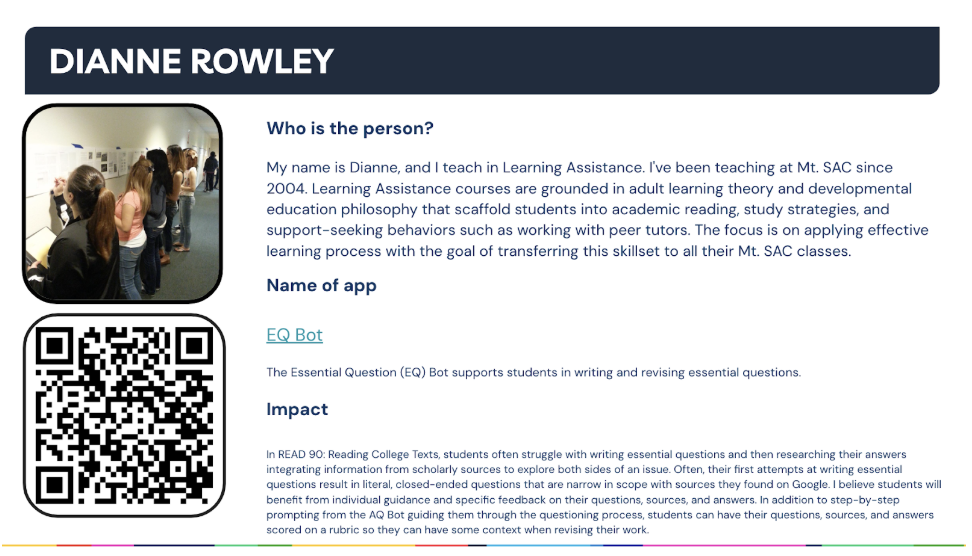 DIANNE ROWLEY
Who is the person?
My name is Dianne, and I teach in Learning Assistance. I've been teaching at Mt. SAC since
2004. Learning Assistance courses are grounded in adult learning theory and developmental
education philosophy that scaffold students into academic reading, study strategies, and
support-seeking behaviors such as working with peer tutors. The focus is on applying effective
learning process with the goal of transferring this skillset to all their Mt. SAC classes.
Name of app
EQ Bot
The Essential Question (EQ) Bot supports students in writing and revising essential questions.
Impact
In READ 90: Reading College Texts, students often struggle with writing essential questions and then researching their answers
integrating information from scholarly sources to explore both sides of an issue. Often, their first attempts at writing essential
questions result in literal, closed-ended questions that are narrow in scope with sources they found on Google. I believe students will
benefit from individual guidance and specific feedback on their questions, sources, and answers. In addition to step-by-step
prompting from the AQ Bot guiding them through the questioning process, students can have their questions, sources, and answers
scored on a rubric so they can have some context when revising their work.